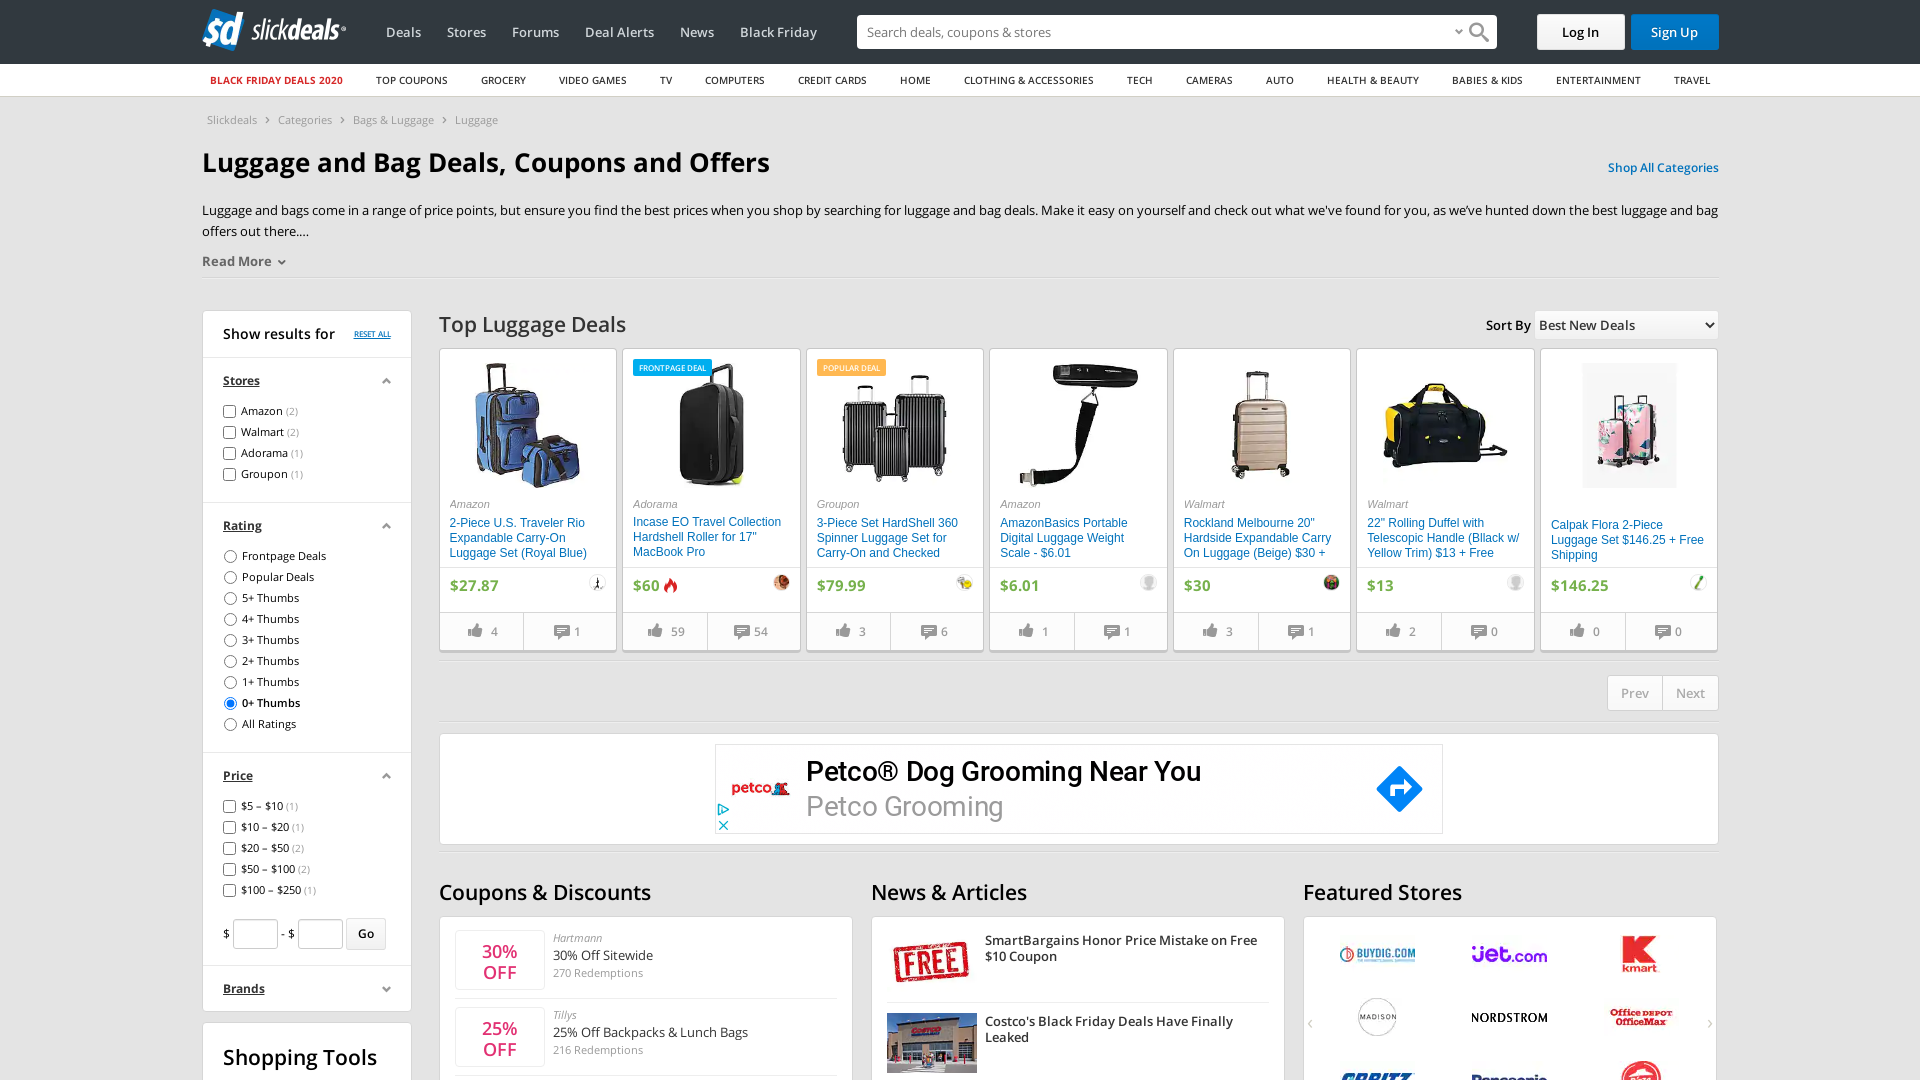 sd slickdeals
Deals Stores Forums Deal Alerts News Black Friday
Search deals, coupons & stores
Log In
Sign Up
BLACK FRIDAY DEALS 2020 TOP COUPONS GROCERY VIDEO GAMES TV COMPUTERS CREDIT CARDS HOME CLOTHING & ACCESSORIES TECH CAMERAS AUTO HEALTH & BEAUTY BABIES & KIDS ENTERTAINMENT TRAVEL
Slickdeals > Categories > Bags & Luggage > Luggage
Luggage and Bag Deals, Coupons and Offers
Shop All Categories
Luggage and bags come in a range of price points, but ensure you find the best prices when you shop by searching for luggage and bag deals. Make it easy on yourself and check out what we've found for you, as we’ve hunted down the best luggage and bag
offers out there.…
Read More
Show results for
RESET ALL
Stores
Amazon (2)
Walmart (2)
Adorama (1)
Groupon (1)
Rating
Frontpage Deals
Popular Deals
5+ Thumbs
4+ Thumbs
3+ Thumbs
2+ Thumbs
1+ Thumbs
0+ Thumbs
All Ratings
Price
$5 – $10 (1)
$10 – $20 (1)
$20 – $50 (2)
$50 – $100 (2)
$100 – $250 (1)
$ - $ Go
Brands
Shopping Tools
Top Luggage Deals
Sort By Best New Deals
Amazon
2-Piece U.S. Traveler Rio
Expandable Carry-On
Luggage Set (Royal Blue)
$27.87
4 1
FRONTPAGE DEAL
Adorama
Incase EO Travel Collection
Hardshell Roller for 17"
MacBook Pro
$60
59 54
POPULAR DEAL
Groupon
3-Piece Set HardShell 360
Spinner Luggage Set for
Carry-On and Checked
$79.99
3 6
Amazon
AmazonBasics Portable
Digital Luggage Weight
Scale - $6.01
$6.01
1 1
Walmart
Rockland Melbourne 20"
Hardside Expandable Carry
On Luggage (Beige) $30 +
$30
3 1
Walmart
22" Rolling Duffel with
Telescopic Handle (Bllack w/
Yellow Trim) $13 + Free
$13
2 0
Calpak Flora 2-Piece
Luggage Set $146.25 + Free
Shipping
$146.25
0 0
Prev Next
petco
Petco® Dog Grooming Near You
Petco Grooming
Coupons & Discounts
30%
OFF
Hartmann
30% Off Sitewide
270 Redemptions
25%
OFF
Tillys
25% Off Backpacks & Lunch Bags
216 Redemptions
News & Articles
FREE
SmartBargains Honor Price Mistake on Free
$10 Coupon
Costco's Black Friday Deals Have Finally
Leaked
Featured Stores
BUYDIG.COM
Jet.com
kmart
MADISON
NORDSTROM
Office DEPOT
OfficeMax
ORBITZ
Panasonic